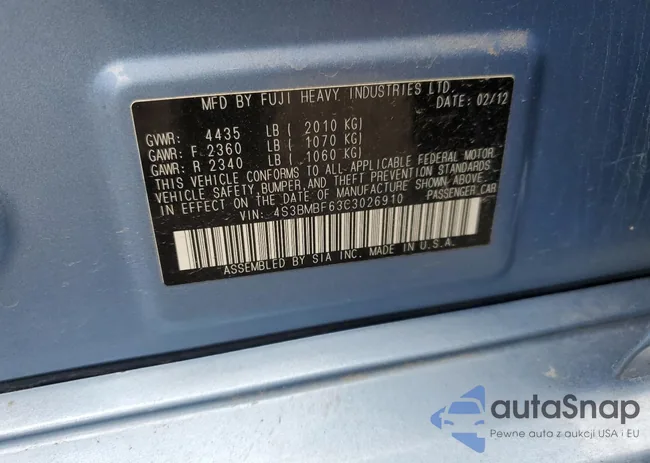 MFD BY FUJI HEAVY INDUSTRIES LTD.
DATE: 02/12
GVWR: 4435 LB ( 2010 KG)
GAWR: F 2360 LB ( 1070 KG)
GAWR: R 2340 LB ( 1060 KG)
THIS VEHICLE CONFORMS TO ALL APPLICABLE FEDERAL MOTOR
VEHICLE SAFETY, BUMPER, AND THEFT PREVENTION STANDARDS
IN EFFECT ON THE DATE OF MANUFACTURE SHOWN ABOVE.
VIN: 4S3BMBF63C3026910 PASSENGER CAR
ASSEMBLED BY SIA INC. MADE IN U.S.A.
autoSnap
Pewne auta z aukcji USA i EU